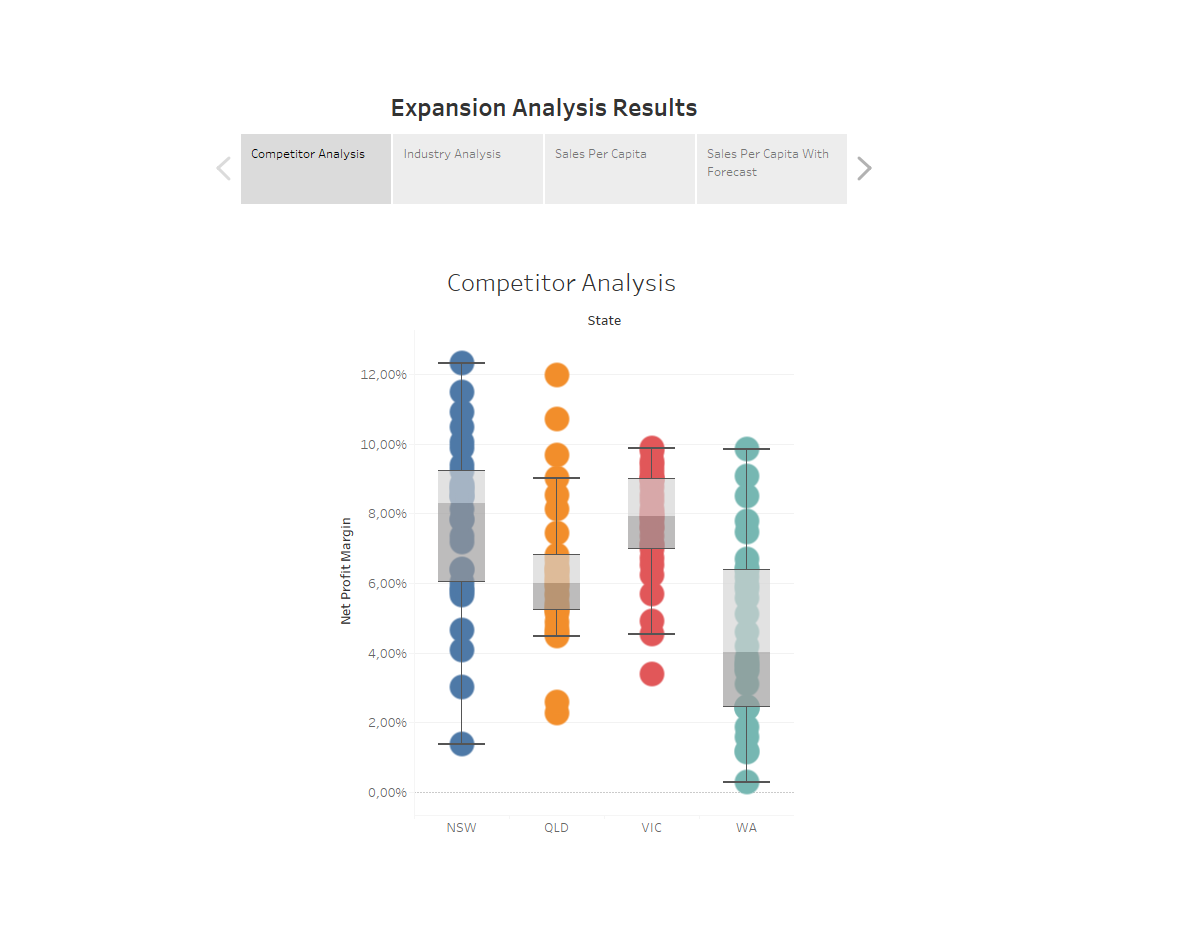 Expansion Analysis Results
Competitor Analysis
Industry Analysis
Sales Per Capita
Sales Per Capita With
Forecast
Competitor Analysis
State
Net Profit Margin
12,00%
10,00%
8,00%
6,00%
4,00%
2,00%
0,00%
NSW
QLD
VIC
WA